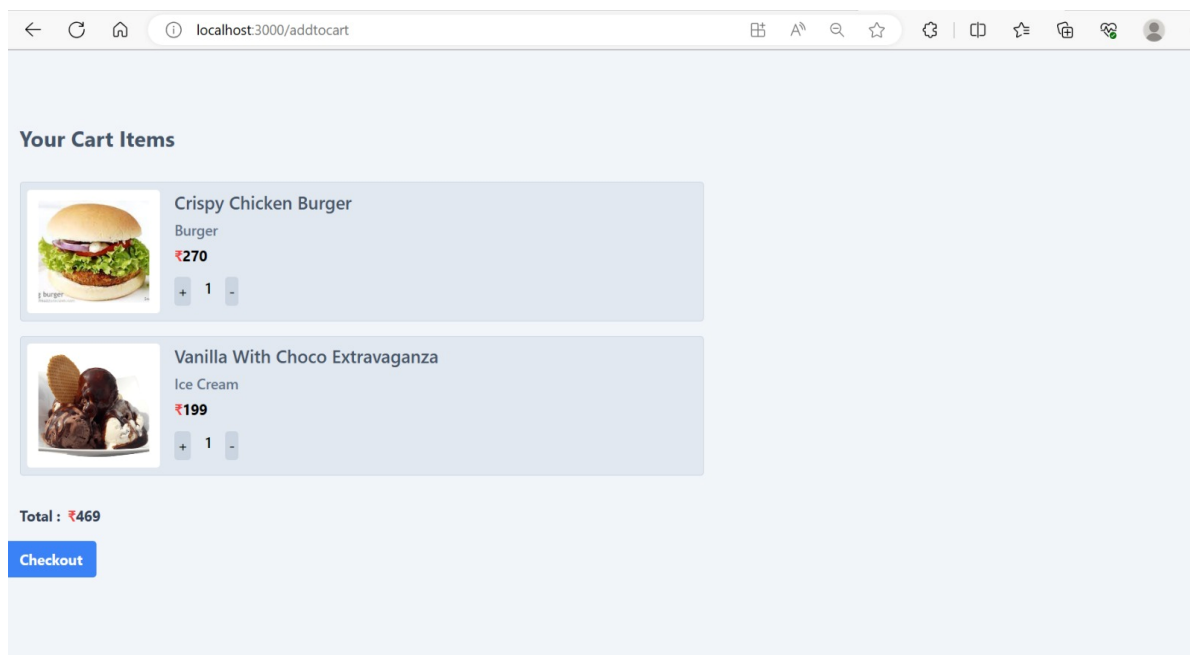 localhost:3000/addtocart
Your Cart Items
Crispy Chicken Burger
Burger
₹270
+ 1 -
Vanilla With Choco Extravaganza
Ice Cream
₹199
+ 1 -
Total : ₹469
Checkout